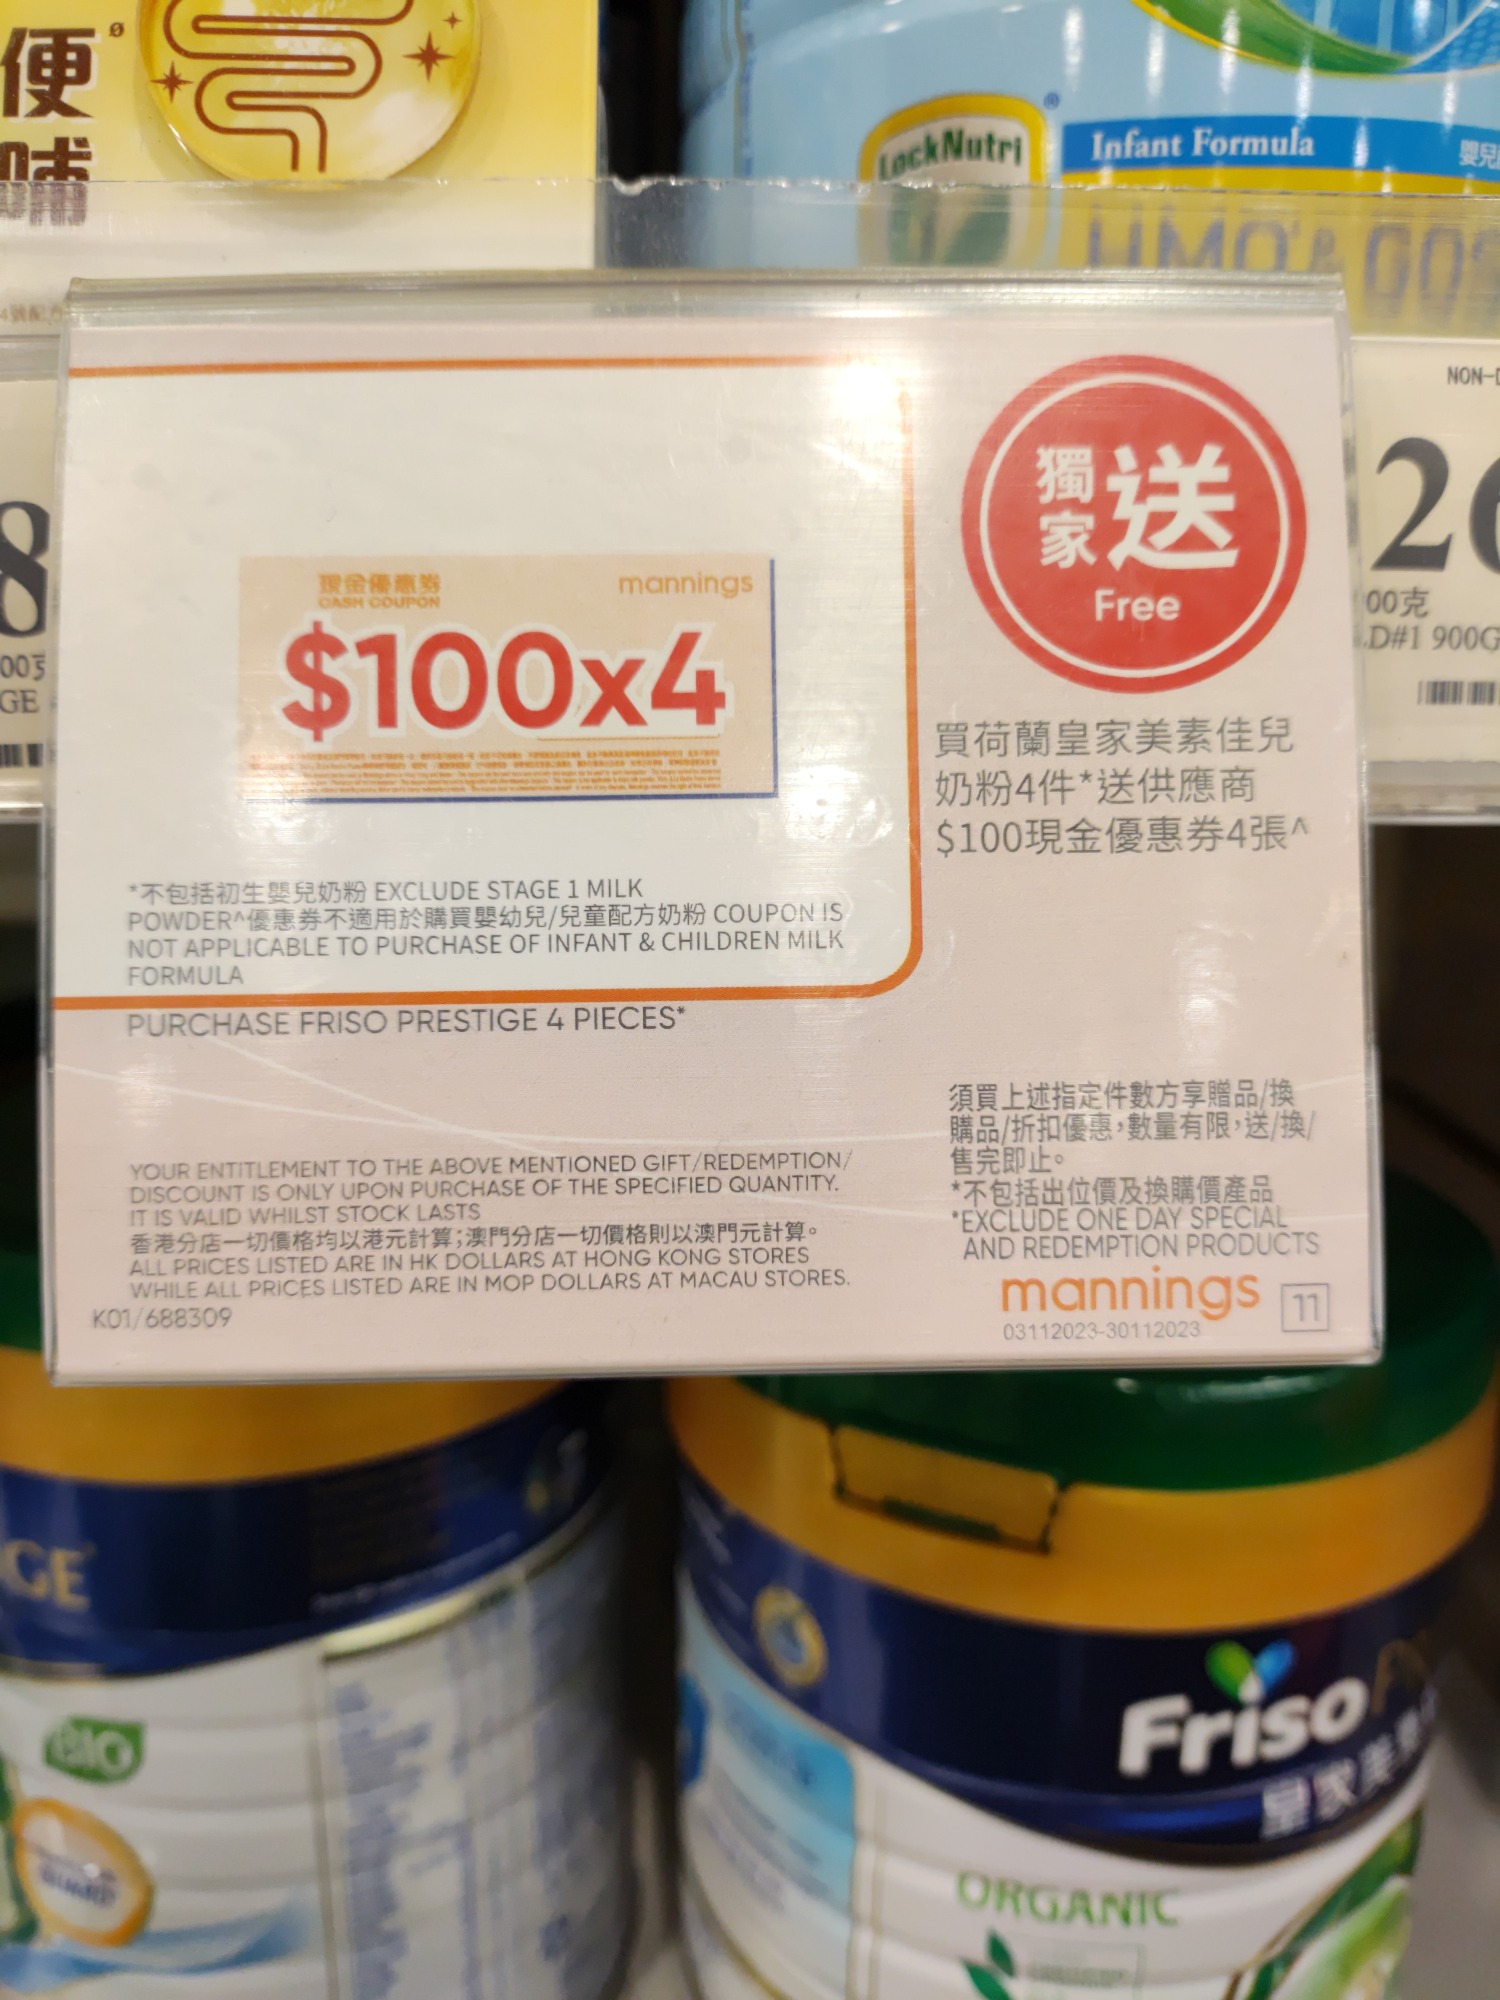 便
LockNutri
®
Infant Formula
嬰兒
NON-
26
00克
D#1 900G
GE
現金優惠券
CASH COUPON
mannings
$100x4
獨家送
Free
買荷蘭皇家美素佳兒
奶粉4件*送供應商
$100現金優惠券4張^
*不包括初生嬰兒奶粉 EXCLUDE STAGE 1 MILK
POWDER^優惠券不適用於購買嬰幼兒/兒童配方奶粉 COUPON IS
NOT APPLICABLE TO PURCHASE OF INFANT & CHILDREN MILK
FORMULA
PURCHASE FRISO PRESTIGE 4 PIECES*
YOUR ENTITLEMENT TO THE ABOVE MENTIONED GIFT/REDEMPTION/
DISCOUNT IS ONLY UPON PURCHASE OF THE SPECIFIED QUANTITY.
IT IS VALID WHILST STOCK LASTS
香港分店一切價格均以港元計算;澳門分店一切價格則以澳門元計算。
ALL PRICES LISTED ARE IN HK DOLLARS AT HONG KONG STORES
WHILE ALL PRICES LISTED ARE IN MOP DOLLARS AT MACAU STORES.
K01/688309
須買上述指定件數方享贈品/換
購品/折扣優惠,數量有限,送/換/
售完即止。
*不包括出位價及換購價產品
*EXCLUDE ONE DAY SPECIAL
AND REDEMPTION PRODUCTS
mannings 11
03112023-30112023
GE
BIO
Friso
皇家美
ORGANIC